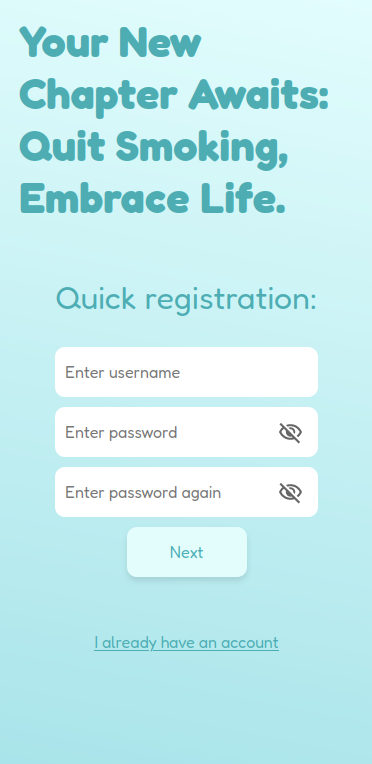 Your New
Chapter Awaits:
Quit Smoking,
Embrace Life.
Quick registration:
Enter username
Enter password
Enter password again
Next
I already have an account